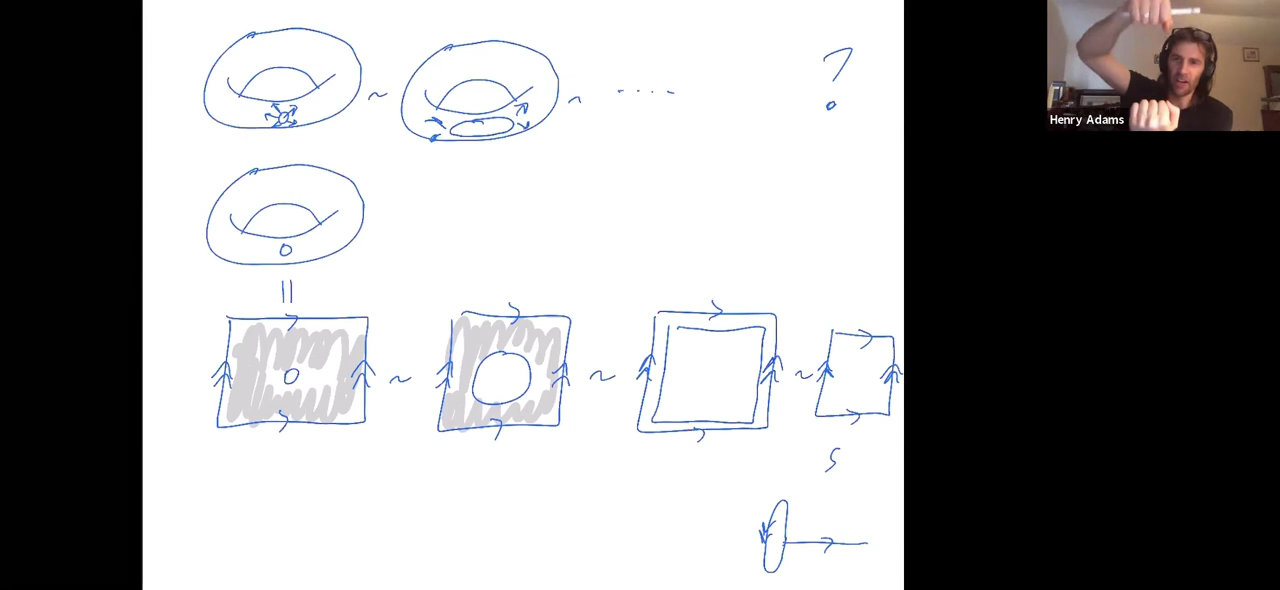 ~ ~ ....  ?
Henry Adams
||
~ ~ ~
S